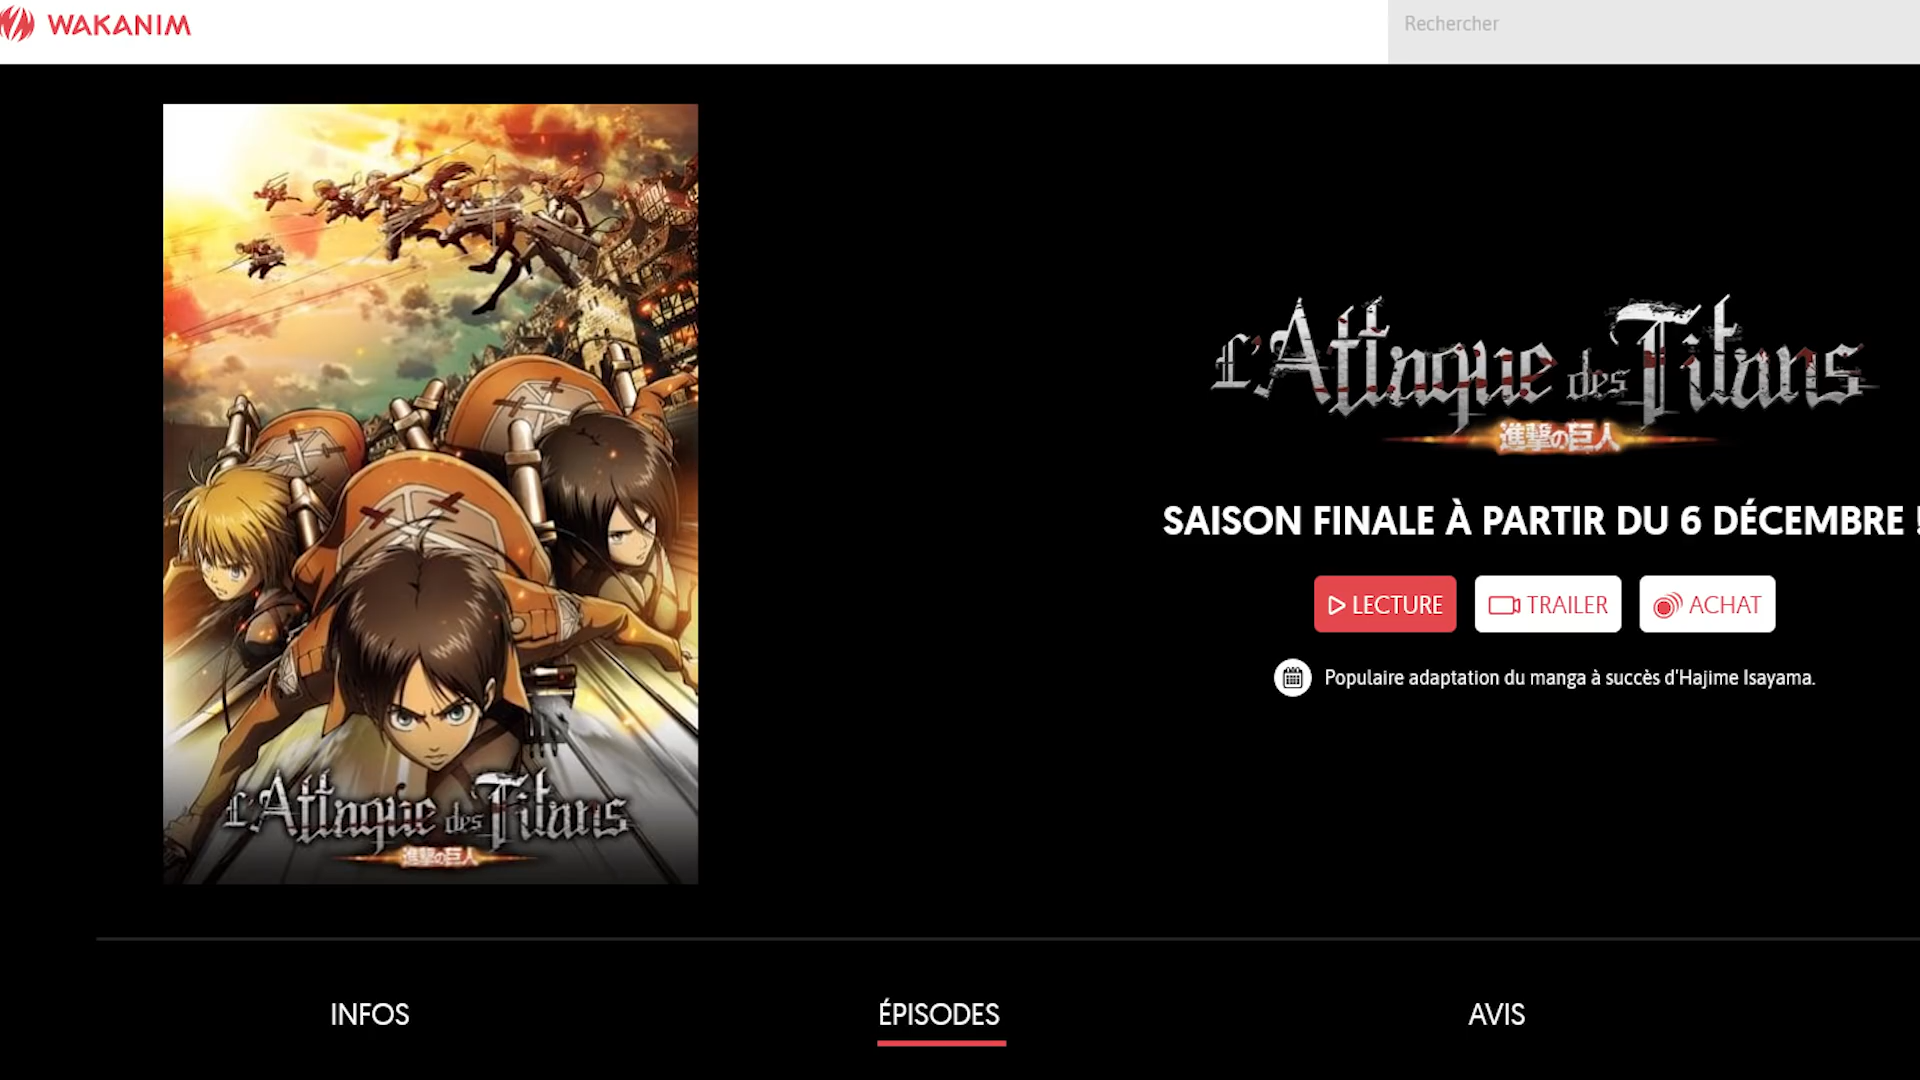 WAKANIM
Rechercher
L'Attaque des Titans
進撃の巨人
SAISON FINALE À PARTIR DU 6 DÉCEMBRE !
LECTURE
TRAILER
ACHAT
Populaire adaptation du manga à succès d'Hajime Isayama.
L'Attaque des Titans
進撃の巨人
INFOS
ÉPISODES
AVIS